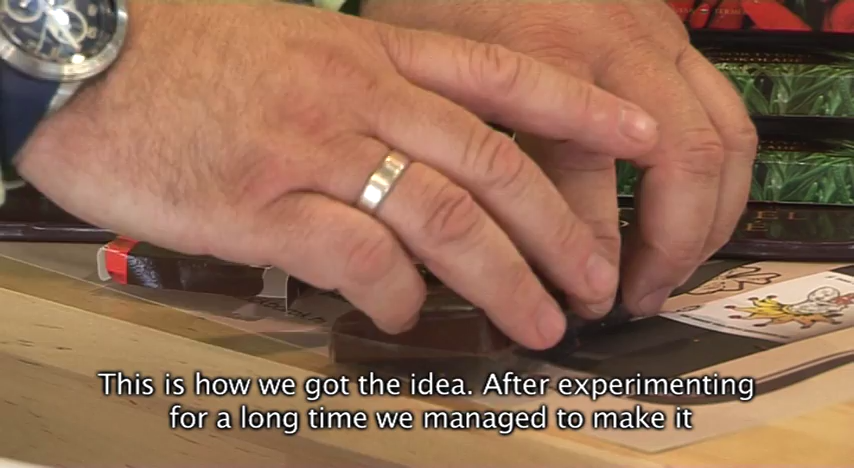 This is how we got the idea. After experimenting
for a long time we managed to make it